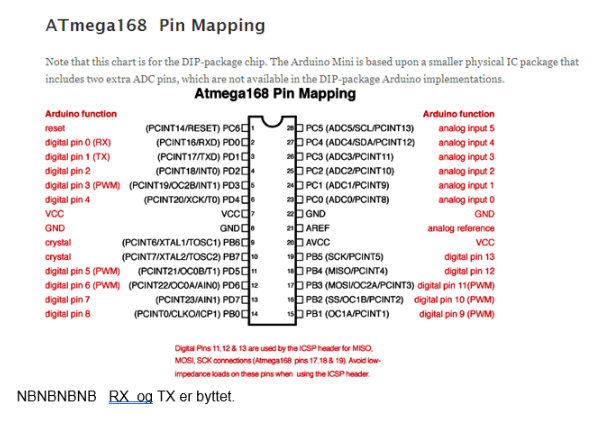 ATmega168 Pin Mapping
Note that this chart is for the DIP-package chip. The Arduino Mini is based upon a smaller physical IC package that
includes two extra ADC pins, which are not available in the DIP-package Arduino implementations.
Atmega168 Pin Mapping
Arduino function Arduino function
reset (PCINT14/RESET) PC6 1 28 PC5 (ADC5/SCL/PCINT13) analog input 5
digital pin 0 (RX) (PCINT16/RXD) PD0 2 27 PC4 (ADC4/SDA/PCINT12) analog input 4
digital pin 1 (TX) (PCINT17/TXD) PD1 3 26 PC3 (ADC3/PCINT11) analog input 3
digital pin 2 (PCINT18/INT0) PD2 4 25 PC2 (ADC2/PCINT10) analog input 2
digital pin 3 (PWM) (PCINT19/OC2B/INT1) PD3 5 24 PC1 (ADC1/PCINT9) analog input 1
digital pin 4 (PCINT20/XCK/T0) PD4 6 23 PC0 (ADC0/PCINT8) analog input 0
VCC VCC 7 22 GND GND
GND GND 8 21 AREF analog reference
crystal (PCINT6/XTAL1/TOSC1) PB6 9 20 AVCC VCC
crystal (PCINT7/XTAL2/TOSC2) PB7 10 19 PB5 (SCK/PCINT5) digital pin 13
digital pin 5 (PWM) (PCINT21/OC0B/T1) PD5 11 18 PB4 (MISO/PCINT4) digital pin 12
digital pin 6 (PWM) (PCINT22/OC0A/AIN0) PD6 12 17 PB3 (MOSI/OC2A/PCINT3) digital pin 11(PWM)
digital pin 7 (PCINT23/AIN1) PD7 13 16 PB2 (SS/OC1B/PCINT2) digital pin 10 (PWM)
digital pin 8 (PCINT0/CLKO/ICP1) PB0 14 15 PB1 (OC1A/PCINT1) digital pin 9 (PWM)
Digital Pins 11,12 & 13 are used by the ICSP header for MISO,
MOSI, SCK connections (Atmega168 pins 17,18 & 19). Avoid low-
impedance loads on these pins when using the ICSP header.
NBNBNBNB RX og TX er byttet.